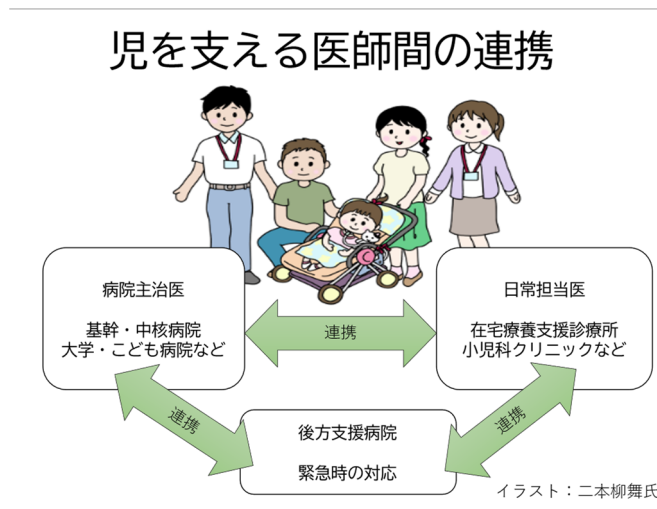 児を支える医師間の連携
病院主治医
基幹・中核病院
大学・こども病院など
連携
日常担当医
在宅療養支援診療所
小児科クリニックなど
連携
連携
後方支援病院
緊急時の対応
イラスト：二本柳舞氏